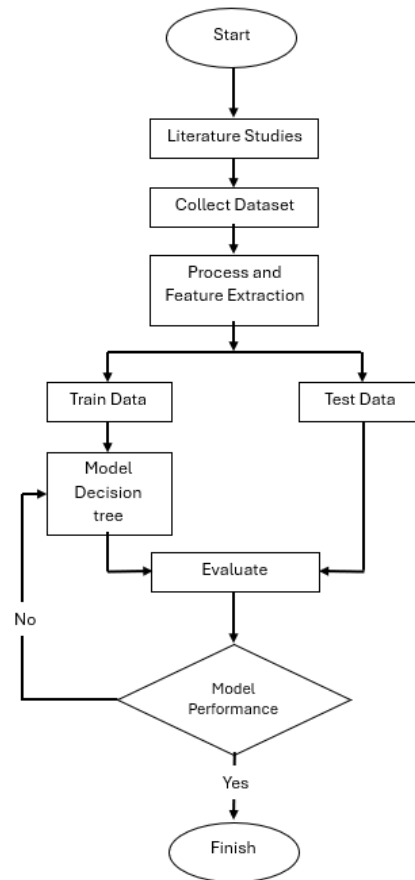 Start
Literature Studies
Collect Dataset
Process and
Feature Extraction
Train Data
Test Data
Model
Decision
tree
Evaluate
No
Model
Performance
Yes
Finish